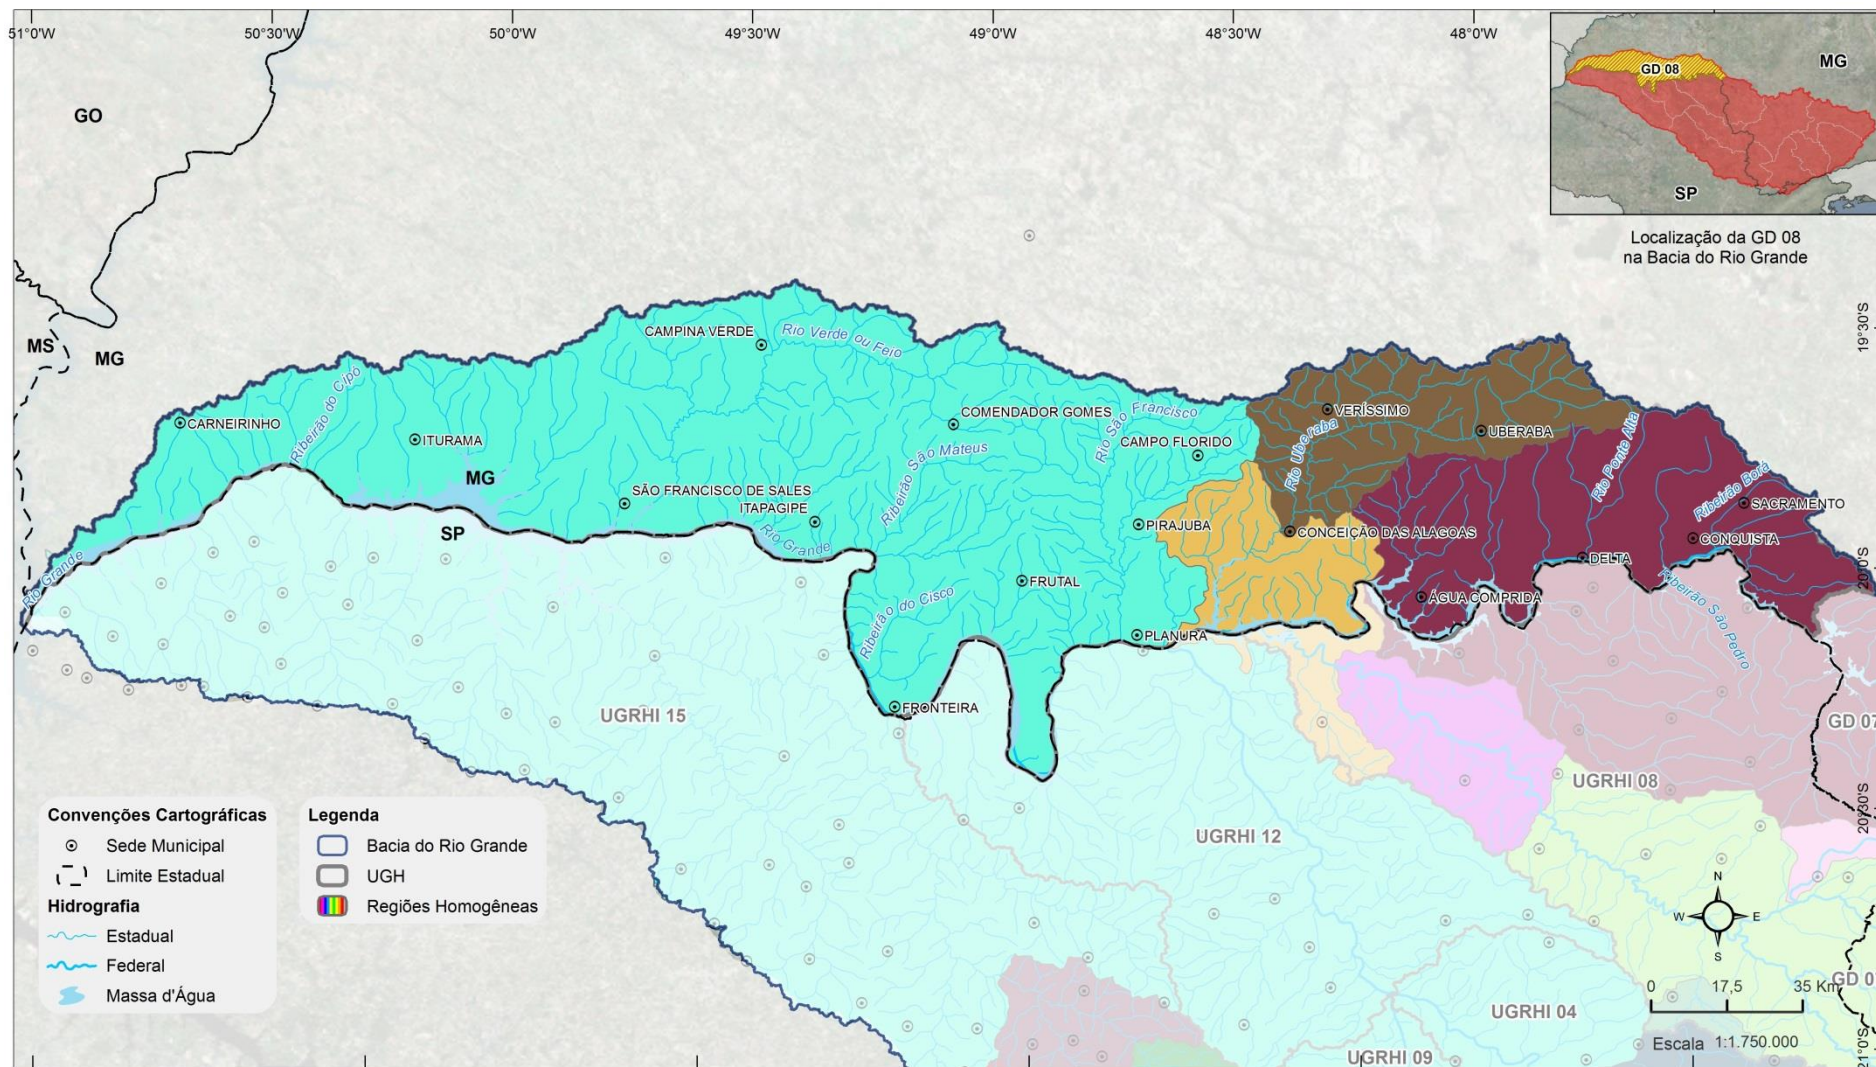 51°0'W
50°30'W
50°0'W
49°30'W
49°0'W
48°30'W
48°0'W
GO
MS
MG
GD 08
MG
SP
Localização da GD 08
na Bacia do Rio Grande
19°30'S
20°0'S
20°30'S
21°0'S
CAMPINA VERDE
Rio Verde ou Feio
CARNEIRINHO
Ribeirão do Cipó
ITURAMA
MG
SP
SÃO FRANCISCO DE SALES
ITAPAGIPE
Rio Grande
Rio Grande
COMENDADOR GOMES
Ribeirão São Mateus
Rio São Francisco
CAMPO FLORIDO
PIRAJUBA
FRUTAL
Ribeirão do Cisco
PLANURA
FRONTEIRA
VERÍSSIMO
UBERABA
Rio Uberaba
CONCEIÇÃO DAS ALAGOAS
Rio Ponte Alta
Ribeirão Borá
SACRAMENTO
CONQUISTA
DELTA
ÁGUA COMPRIDA
Ribeirão São Pedro
UGRHI 15
UGRHI 12
UGRHI 08
GD 07
UGRHI 04
UGRHI 09
GD 0
Convenções Cartográficas
Sede Municipal
Limite Estadual
Hidrografia
Estadual
Federal
Massa d'Água
Legenda
Bacia do Rio Grande
UGH
Regiões Homogêneas
N
W
E
S
0 17,5 35 Km
Escala 1:1.750.000